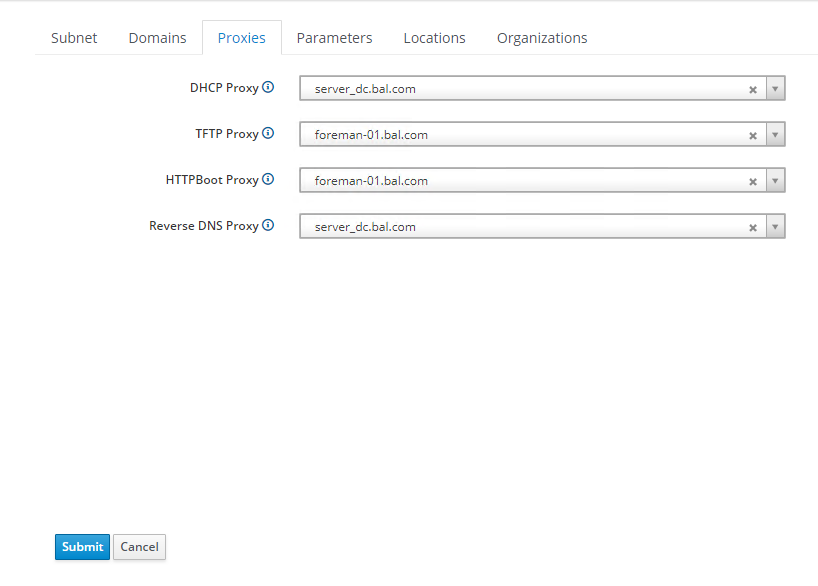 Subnet Domains Proxies Parameters Locations Organizations
DHCP Proxy server_dc.bal.com
TFTP Proxy foreman-01.bal.com
HTTPBoot Proxy foreman-01.bal.com
Reverse DNS Proxy server_dc.bal.com
Submit Cancel